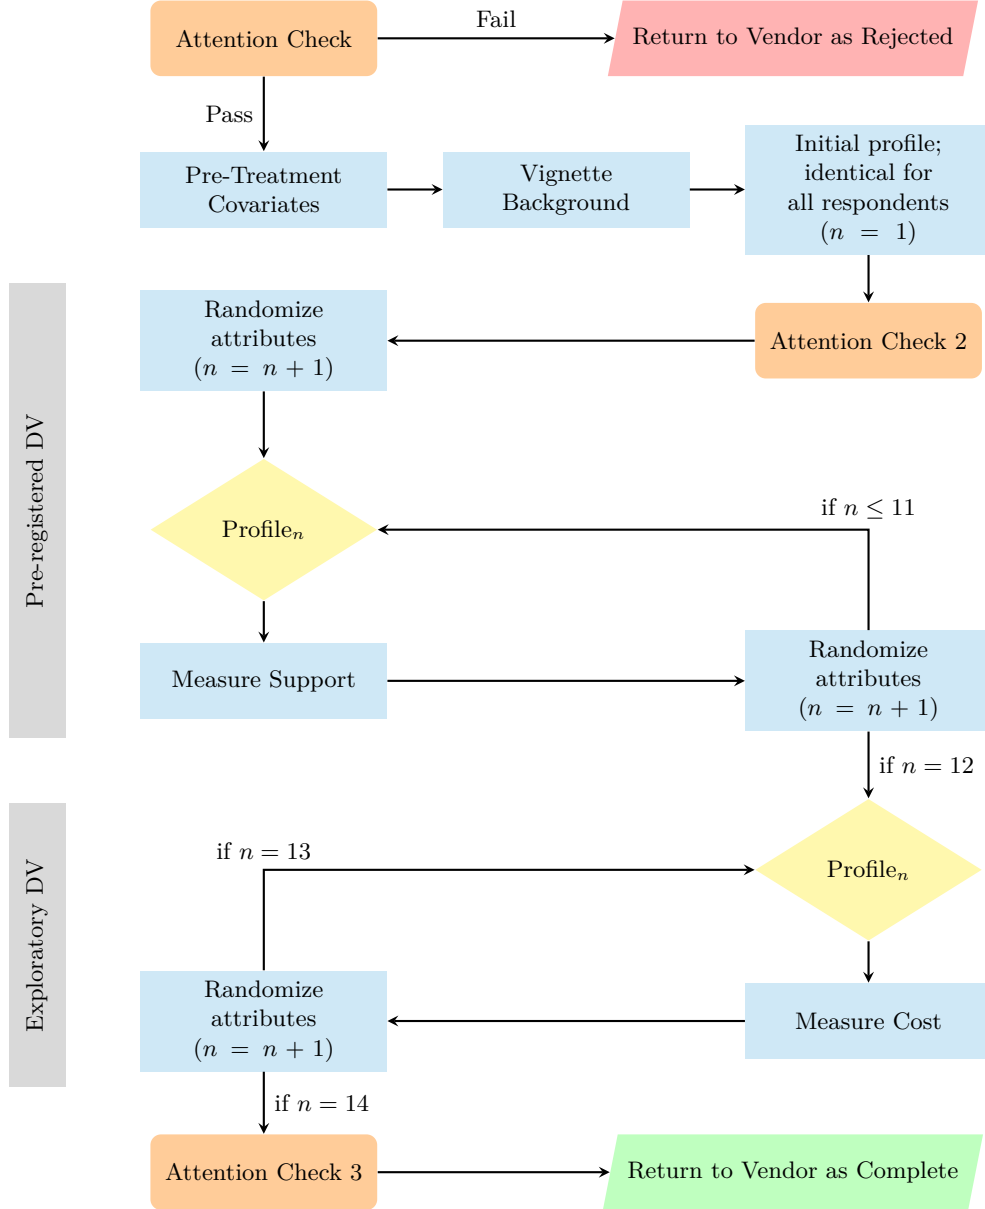 Attention Check
Fail
Return to Vendor as Rejected
Pass
Pre-Treatment
Covariates
Vignette
Background
Initial profile;
identical for
all respondents
(n = 1)
Pre-registered DV
Randomize
attributes
(n = n + 1)
Attention Check 2
Profileₙ
if n ≤ 11
Measure Support
Randomize
attributes
(n = n + 1)
if n = 12
Exploratory DV
if n = 13
Profileₙ
Randomize
attributes
(n = n + 1)
Measure Cost
if n = 14
Attention Check 3
Return to Vendor as Complete